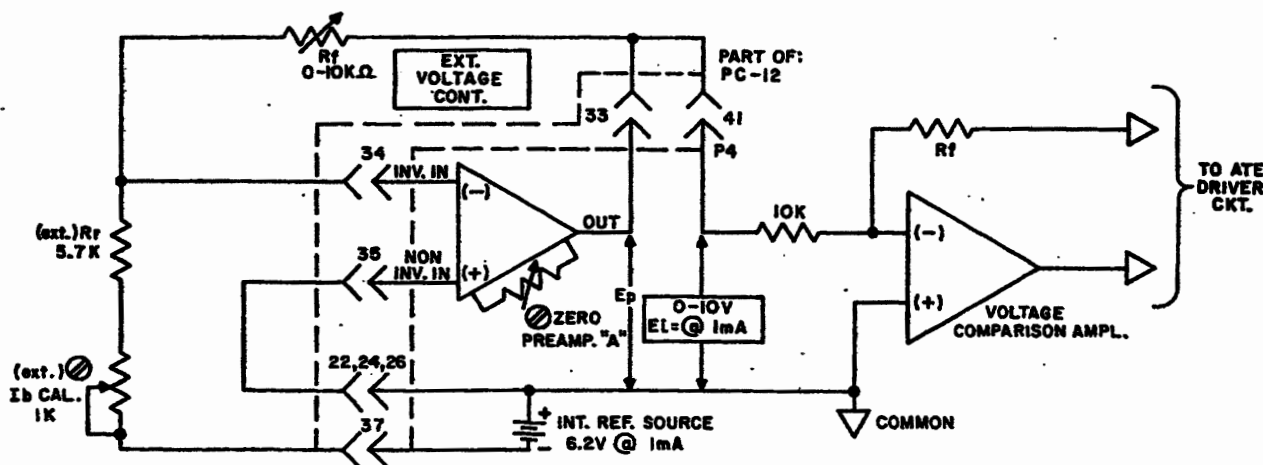 Rf
0-10KΩ
EXT.
VOLTAGE
CONT.
PART OF:
PC-12
33
41
P4
34
INV. IN
(-)
OUT
(ext.) Rr
5.7K
35
NON
INV. IN
(+)
ZERO
PREAMP. "A"
Ep
0-10V
Ei=@ 1mA
10K
Rf
(-)
(+)
VOLTAGE
COMPARISON AMPL.
TO ATE
DRIVER
CKT.
(ext.)
Ib CAL.
1K
22,24,26
37
+
-
INT. REF. SOURCE
6.2V @ 1mA
COMMON